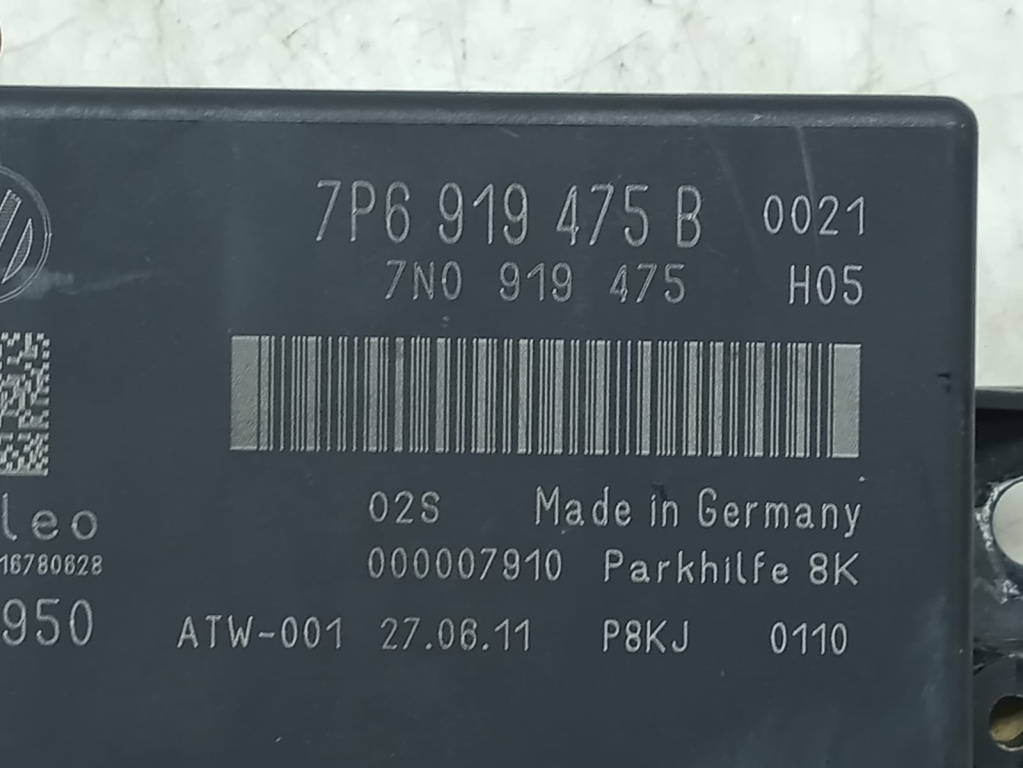 7P6 919 475 B 0021
7N0 919 475 H05
02S Made in Germany
leo
16780628 000007910 Parkhilfe 8K
950
ATW-001 27.06.11 P8KJ 0110